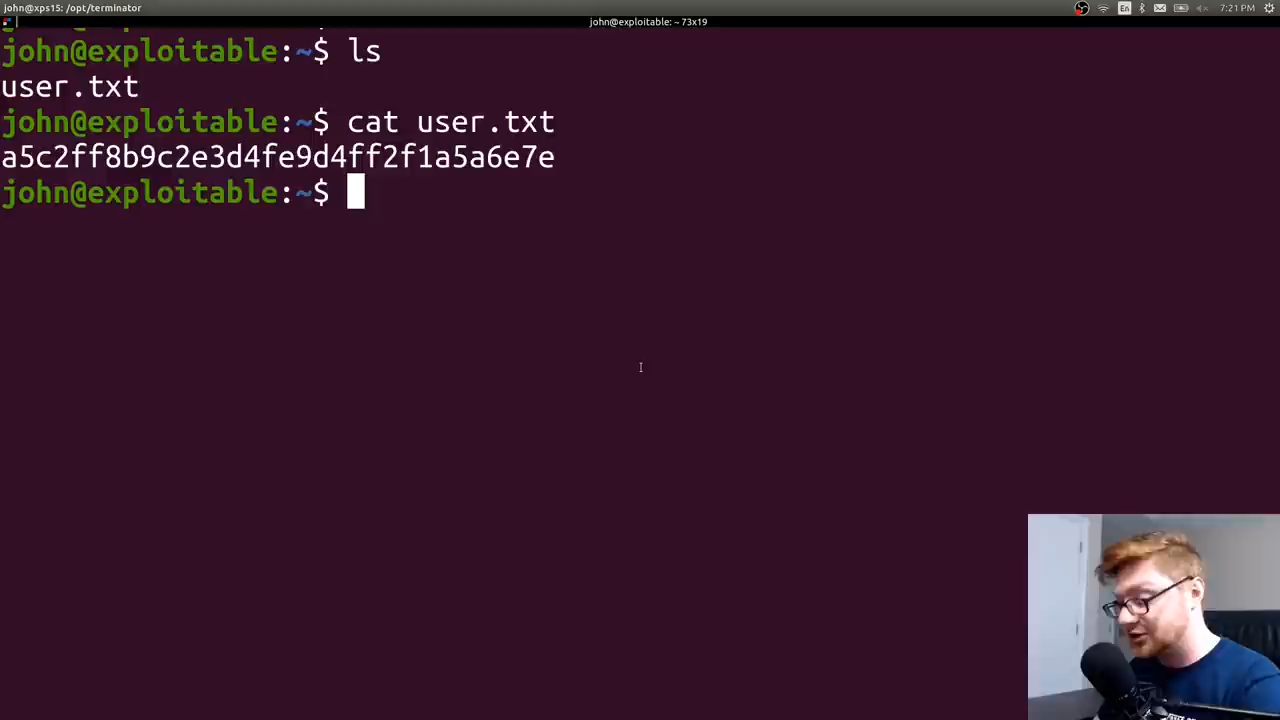 john@xps15: /opt/terminator
En
7:21 PM
john@exploitable: ~ 73x19
john@exploitable:~$ ls
user.txt
john@exploitable:~$ cat user.txt
a5c2ff8b9c2e3d4fe9d4ff2f1a5a6e7e
john@exploitable:~$